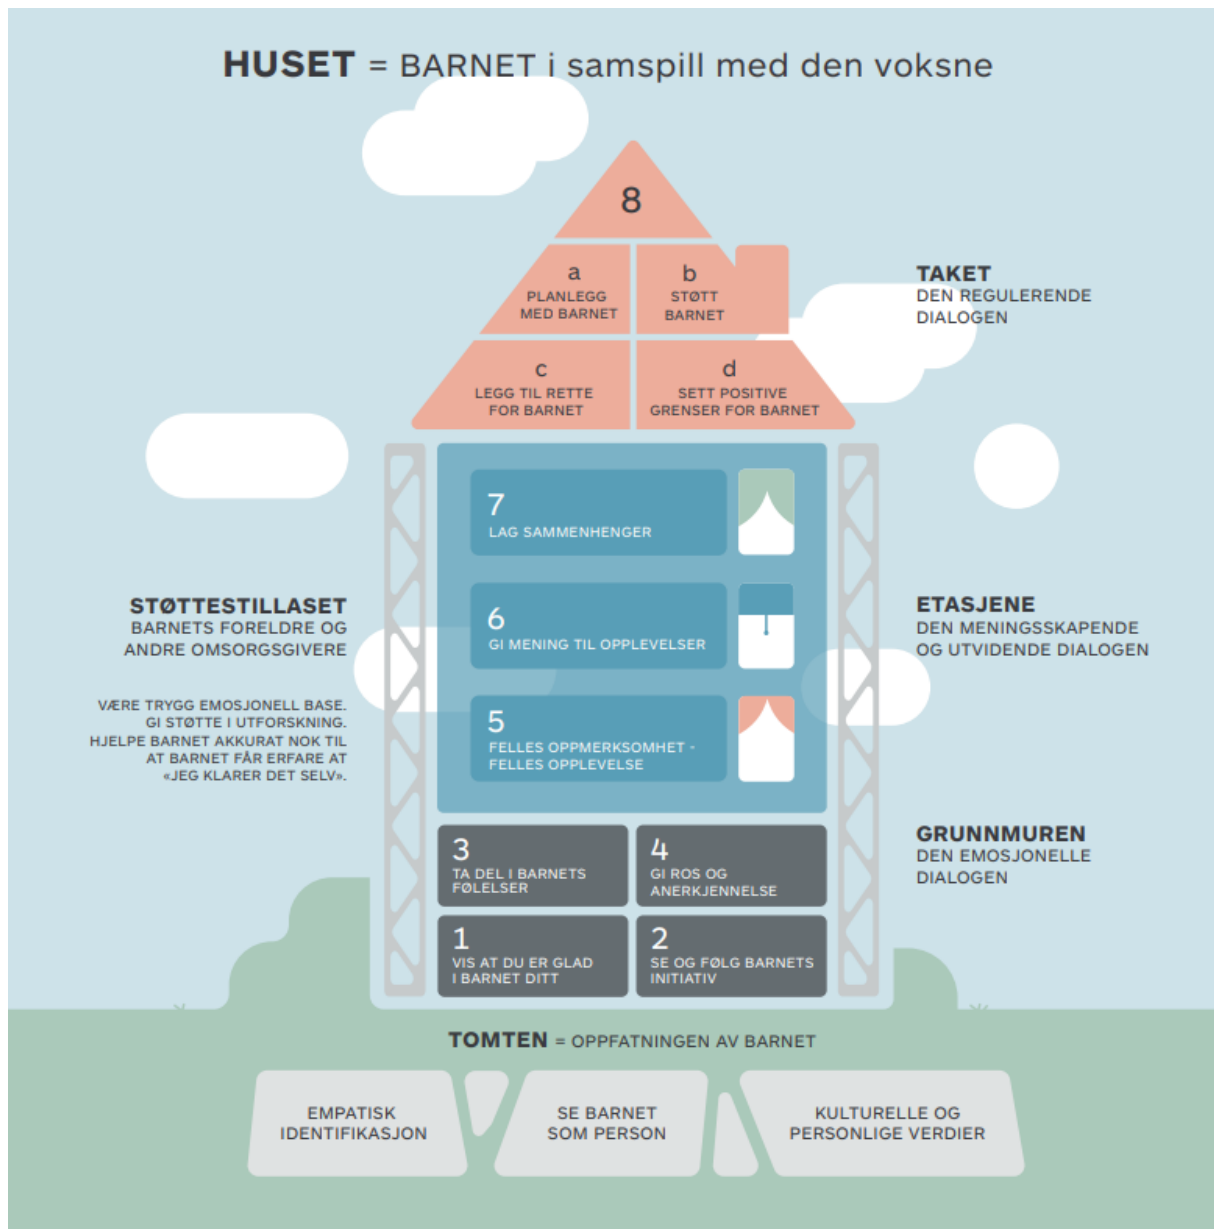 HUSET = BARNET i samspill med den voksne
8
a
PLANLEGG
MED BARNET
b
STØTT
BARNET
c
LEGG TIL RETTE
FOR BARNET
d
SETT POSITIVE
GRENSER FOR BARNET
TAKET
DEN REGULERENDE
DIALOGEN
7
LAG SAMMENHENGER
6
GI MENING TIL OPPLEVELSER
5
FELLES OPPMERKSOMHET -
FELLES OPPLEVELSE
STØTTESTILLASET
BARNETS FORELDRE OG
ANDRE OMSORGSGIVERE
VÆRE TRYGG EMOSJONELL BASE.
GI STØTTE I UTFORSKNING.
HJELPE BARNET AKKURAT NOK TIL
AT BARNET FÅR ERFARE AT
«JEG KLARER DET SELV».
ETASJENE
DEN MENINGSSKAPENDE
OG UTVIDENDE DIALOGEN
3
TA DEL I BARNETS
FØLELSER
4
GI ROS OG
ANERKJENNELSE
1
VIS AT DU ER GLAD
I BARNET DITT
2
SE OG FØLG BARNETS
INITIATIV
GRUNNMUREN
DEN EMOSJONELLE
DIALOGEN
TOMTEN = OPPFATNINGEN AV BARNET
EMPATISK
IDENTIFIKASJON
SE BARNET
SOM PERSON
KULTURELLE OG
PERSONLIGE VERDIER